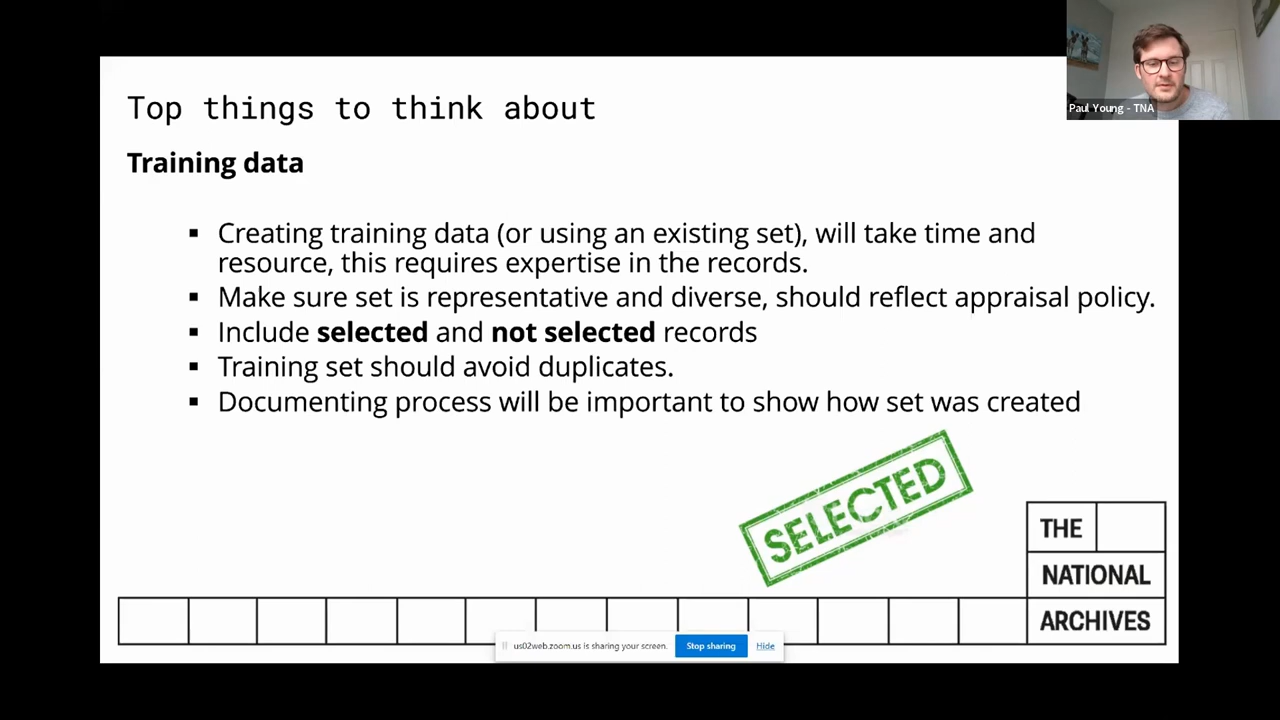 Top things to think about
Paul Young - TNA
Training data
▪ Creating training data (or using an existing set), will take time and
resource, this requires expertise in the records.
▪ Make sure set is representative and diverse, should reflect appraisal policy.
▪ Include selected and not selected records
▪ Training set should avoid duplicates.
▪ Documenting process will be important to show how set was created
SELECTED
THE
NATIONAL
ARCHIVES
us02web.zoom.us is sharing your screen.
Stop sharing
Hide